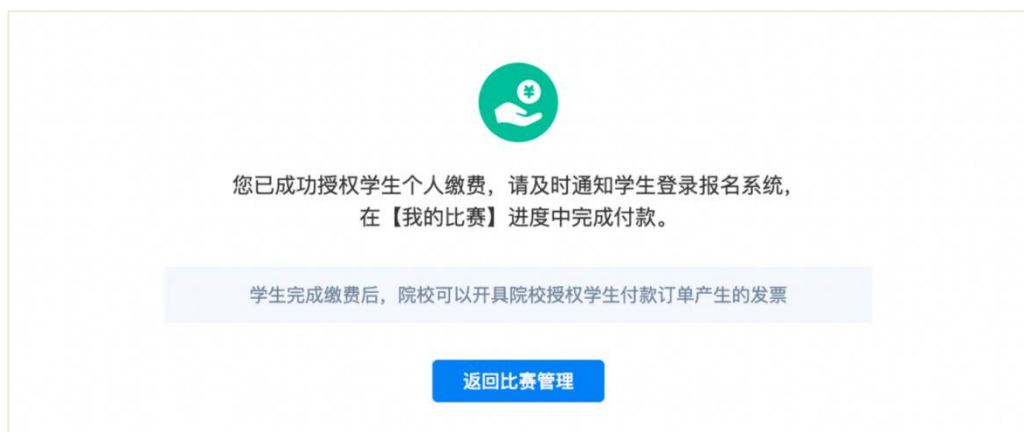 ¥
您已成功授权学生个人缴费，请及时通知学生登录报名系统，
在【我的比赛】进度中完成付款。
学生完成缴费后，院校可以开具院校授权学生付款订单产生的发票
返回比赛管理